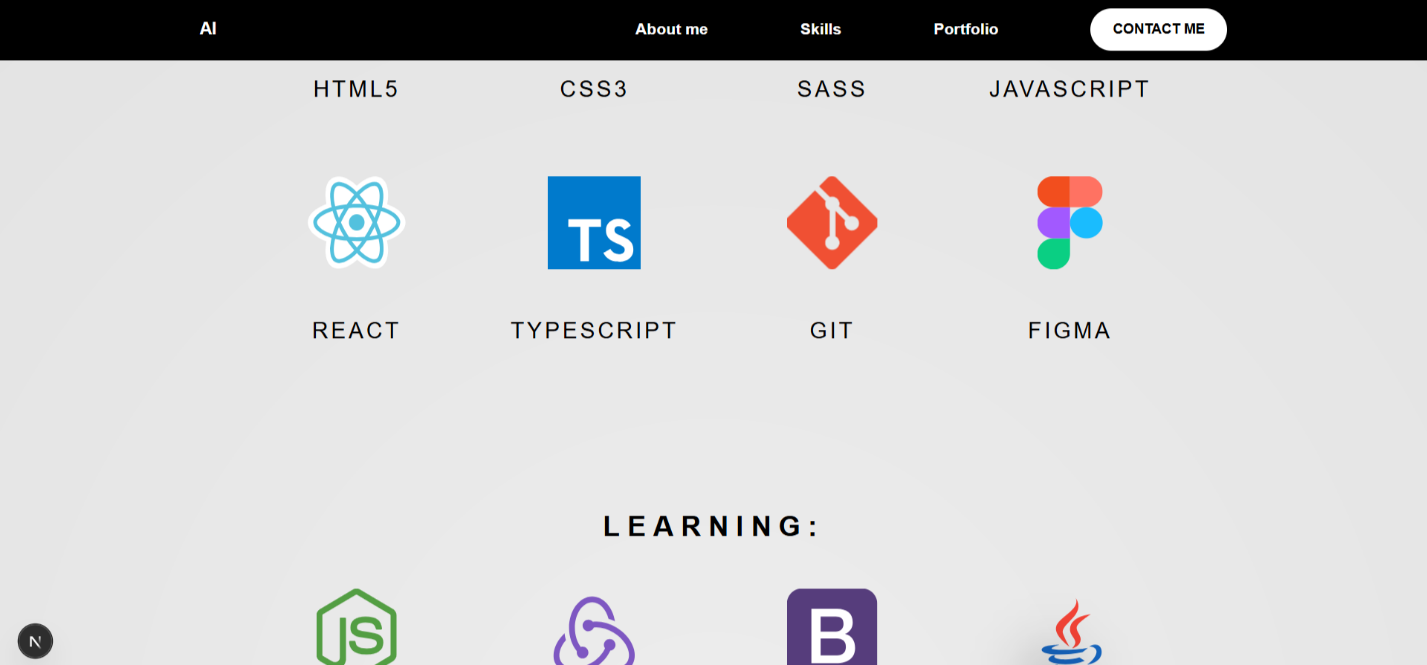 AI About me Skills Portfolio CONTACT ME
HTML5 CSS3 SASS JAVASCRIPT
TS
REACT TYPESCRIPT GIT FIGMA
LEARNING:
JS B
N